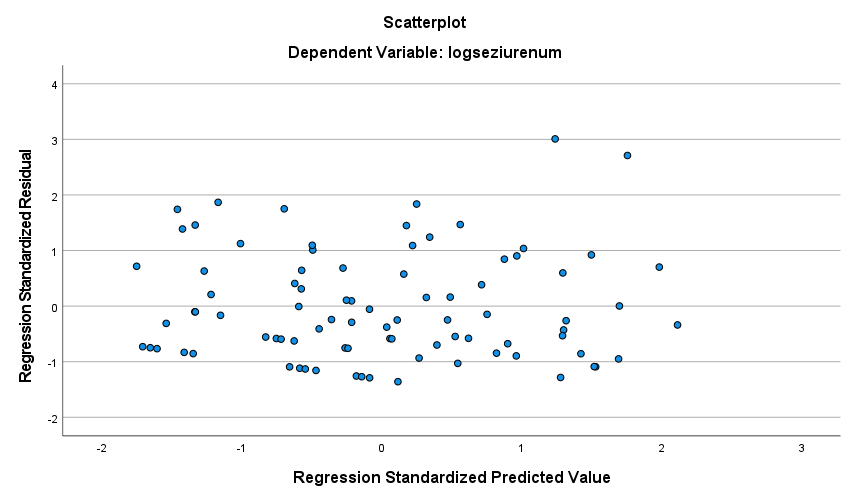 Scatterplot
Dependent Variable: logseziurenum
4
3
2
1
0
-1
-2
Regression Standardized Residual
-2 -1 0 1 2 3
Regression Standardized Predicted Value